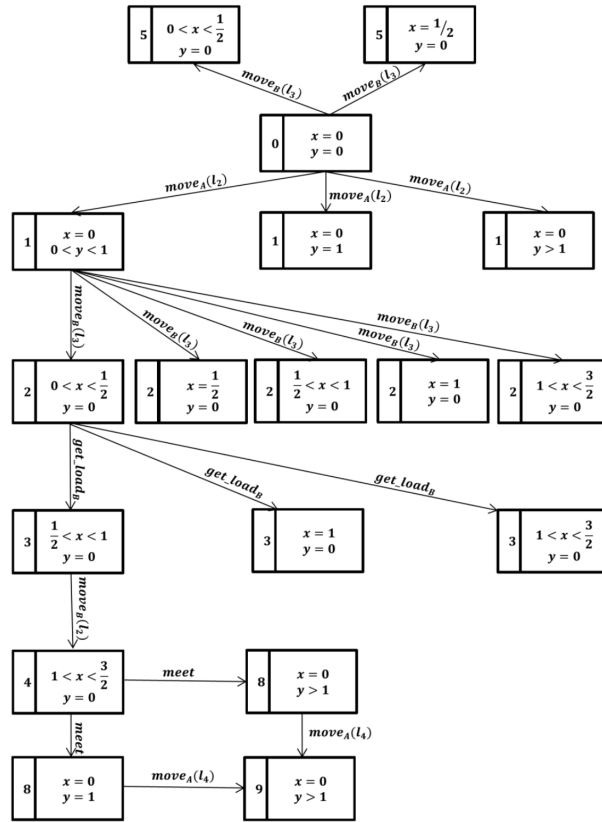 5 0 < x < 1/2 y = 0
5 x = 1/2 y = 0
move_B(l_3)
move_B(l_3)
0 x = 0 y = 0
move_A(l_2)
move_A(l_2)
move_A(l_2)
1 x = 0 0 < y < 1
1 x = 0 y = 1
1 x = 0 y > 1
move_B(l_3)
move_B(l_3)
move_B(l_3)
move_B(l_3)
move_B(l_3)
2 0 < x < 1/2 y = 0
2 x = 1/2 y = 0
2 1/2 < x < 1 y = 0
2 x = 1 y = 0
2 1 < x < 3/2 y = 0
get_load_B
get_load_B
get_load_B
3 1/2 < x < 1 y = 0
3 x = 1 y = 0
3 1 < x < 3/2 y = 0
move_B(l_2)
4 1 < x < 3/2 y = 0
meet
8 x = 0 y > 1
meet
move_A(l_4)
8 x = 0 y = 1
move_A(l_4)
9 x = 0 y > 1